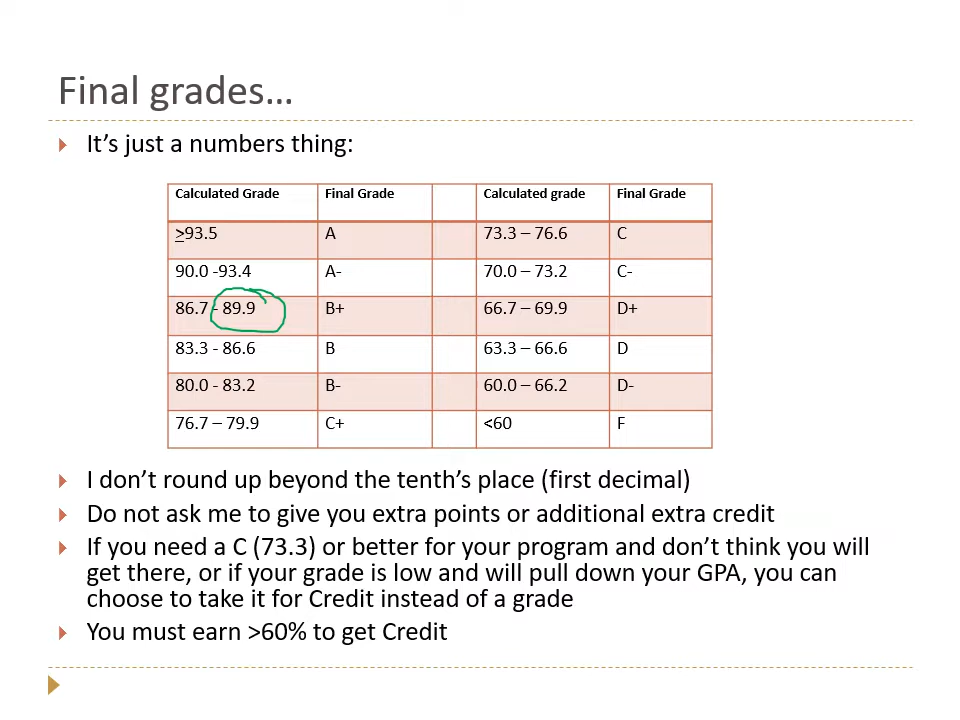 Final grades…
It’s just a numbers thing:
Calculated Grade Final Grade Calculated grade Final Grade
≥93.5 A 73.3 – 76.6 C
90.0 -93.4 A- 70.0 – 73.2 C-
86.7 - 89.9 B+ 66.7 – 69.9 D+
83.3 - 86.6 B 63.3 – 66.6 D
80.0 - 83.2 B- 60.0 – 66.2 D-
76.7 – 79.9 C+ <60 F
I don’t round up beyond the tenth’s place (first decimal)
Do not ask me to give you extra points or additional extra credit
If you need a C (73.3) or better for your program and don’t think you will
get there, or if your grade is low and will pull down your GPA, you can
choose to take it for Credit instead of a grade
You must earn >60% to get Credit